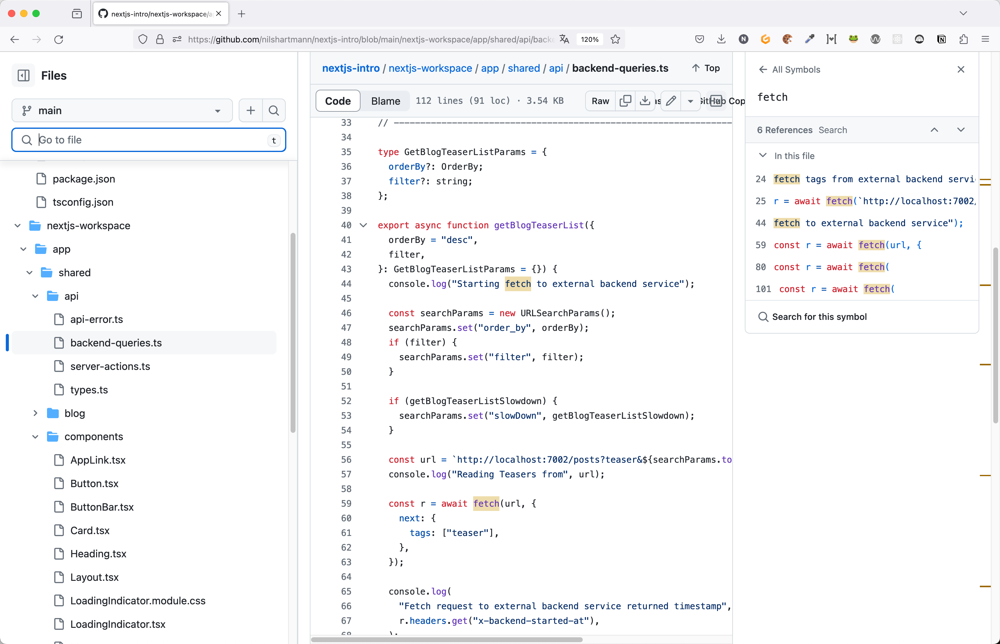 nextjs-intro/nextjs-workspace/a
https://github.com/nilshartmann/nextjs-intro/blob/main/nextjs-workspace/app/shared/api/backe
120%
Files
main
Go to file
t
package.json
tsconfig.json
nextjs-workspace
app
shared
api
api-error.ts
backend-queries.ts
server-actions.ts
types.ts
blog
components
AppLink.tsx
Button.tsx
ButtonBar.tsx
Card.tsx
Heading.tsx
Layout.tsx
LoadingIndicator.module.css
LoadingIndicator.tsx
nextjs-intro / nextjs-workspace / app / shared / api / backend-queries.ts
Top
Code Blame 112 lines (91 loc) · 3.54 KB
Raw
33 // ----------------------------------------------------------------
34
35 type GetBlogTeaserListParams = {
36 orderBy?: OrderBy;
37 filter?: string;
38 };
39
40 export async function getBlogTeaserList({
41 orderBy = "desc",
42 filter,
43 }: GetBlogTeaserListParams = {}) {
44 console.log("Starting fetch to external backend service");
45
46 const searchParams = new URLSearchParams();
47 searchParams.set("order_by", orderBy);
48 if (filter) {
49 searchParams.set("filter", filter);
50 }
51
52 if (getBlogTeaserListSlowdown) {
53 searchParams.set("slowDown", getBlogTeaserListSlowdown);
54 }
55
56 const url = `http://localhost:7002/posts?teaser&${searchParams.to
57 console.log("Reading Teasers from", url);
58
59 const r = await fetch(url, {
60 next: {
61 tags: ["teaser"],
62 },
63 });
64
65 console.log(
66 "Fetch request to external backend service returned timestamp",
67 r.headers.get("x-backend-started-at"),
68 );
All Symbols
fetch
6 References Search
In this file
24 fetch tags from external backend servi
25 r = await fetch(`http://localhost:7002/
44 fetch to external backend service");
59 const r = await fetch(url, {
80 const r = await fetch(
101 const r = await fetch(
Search for this symbol